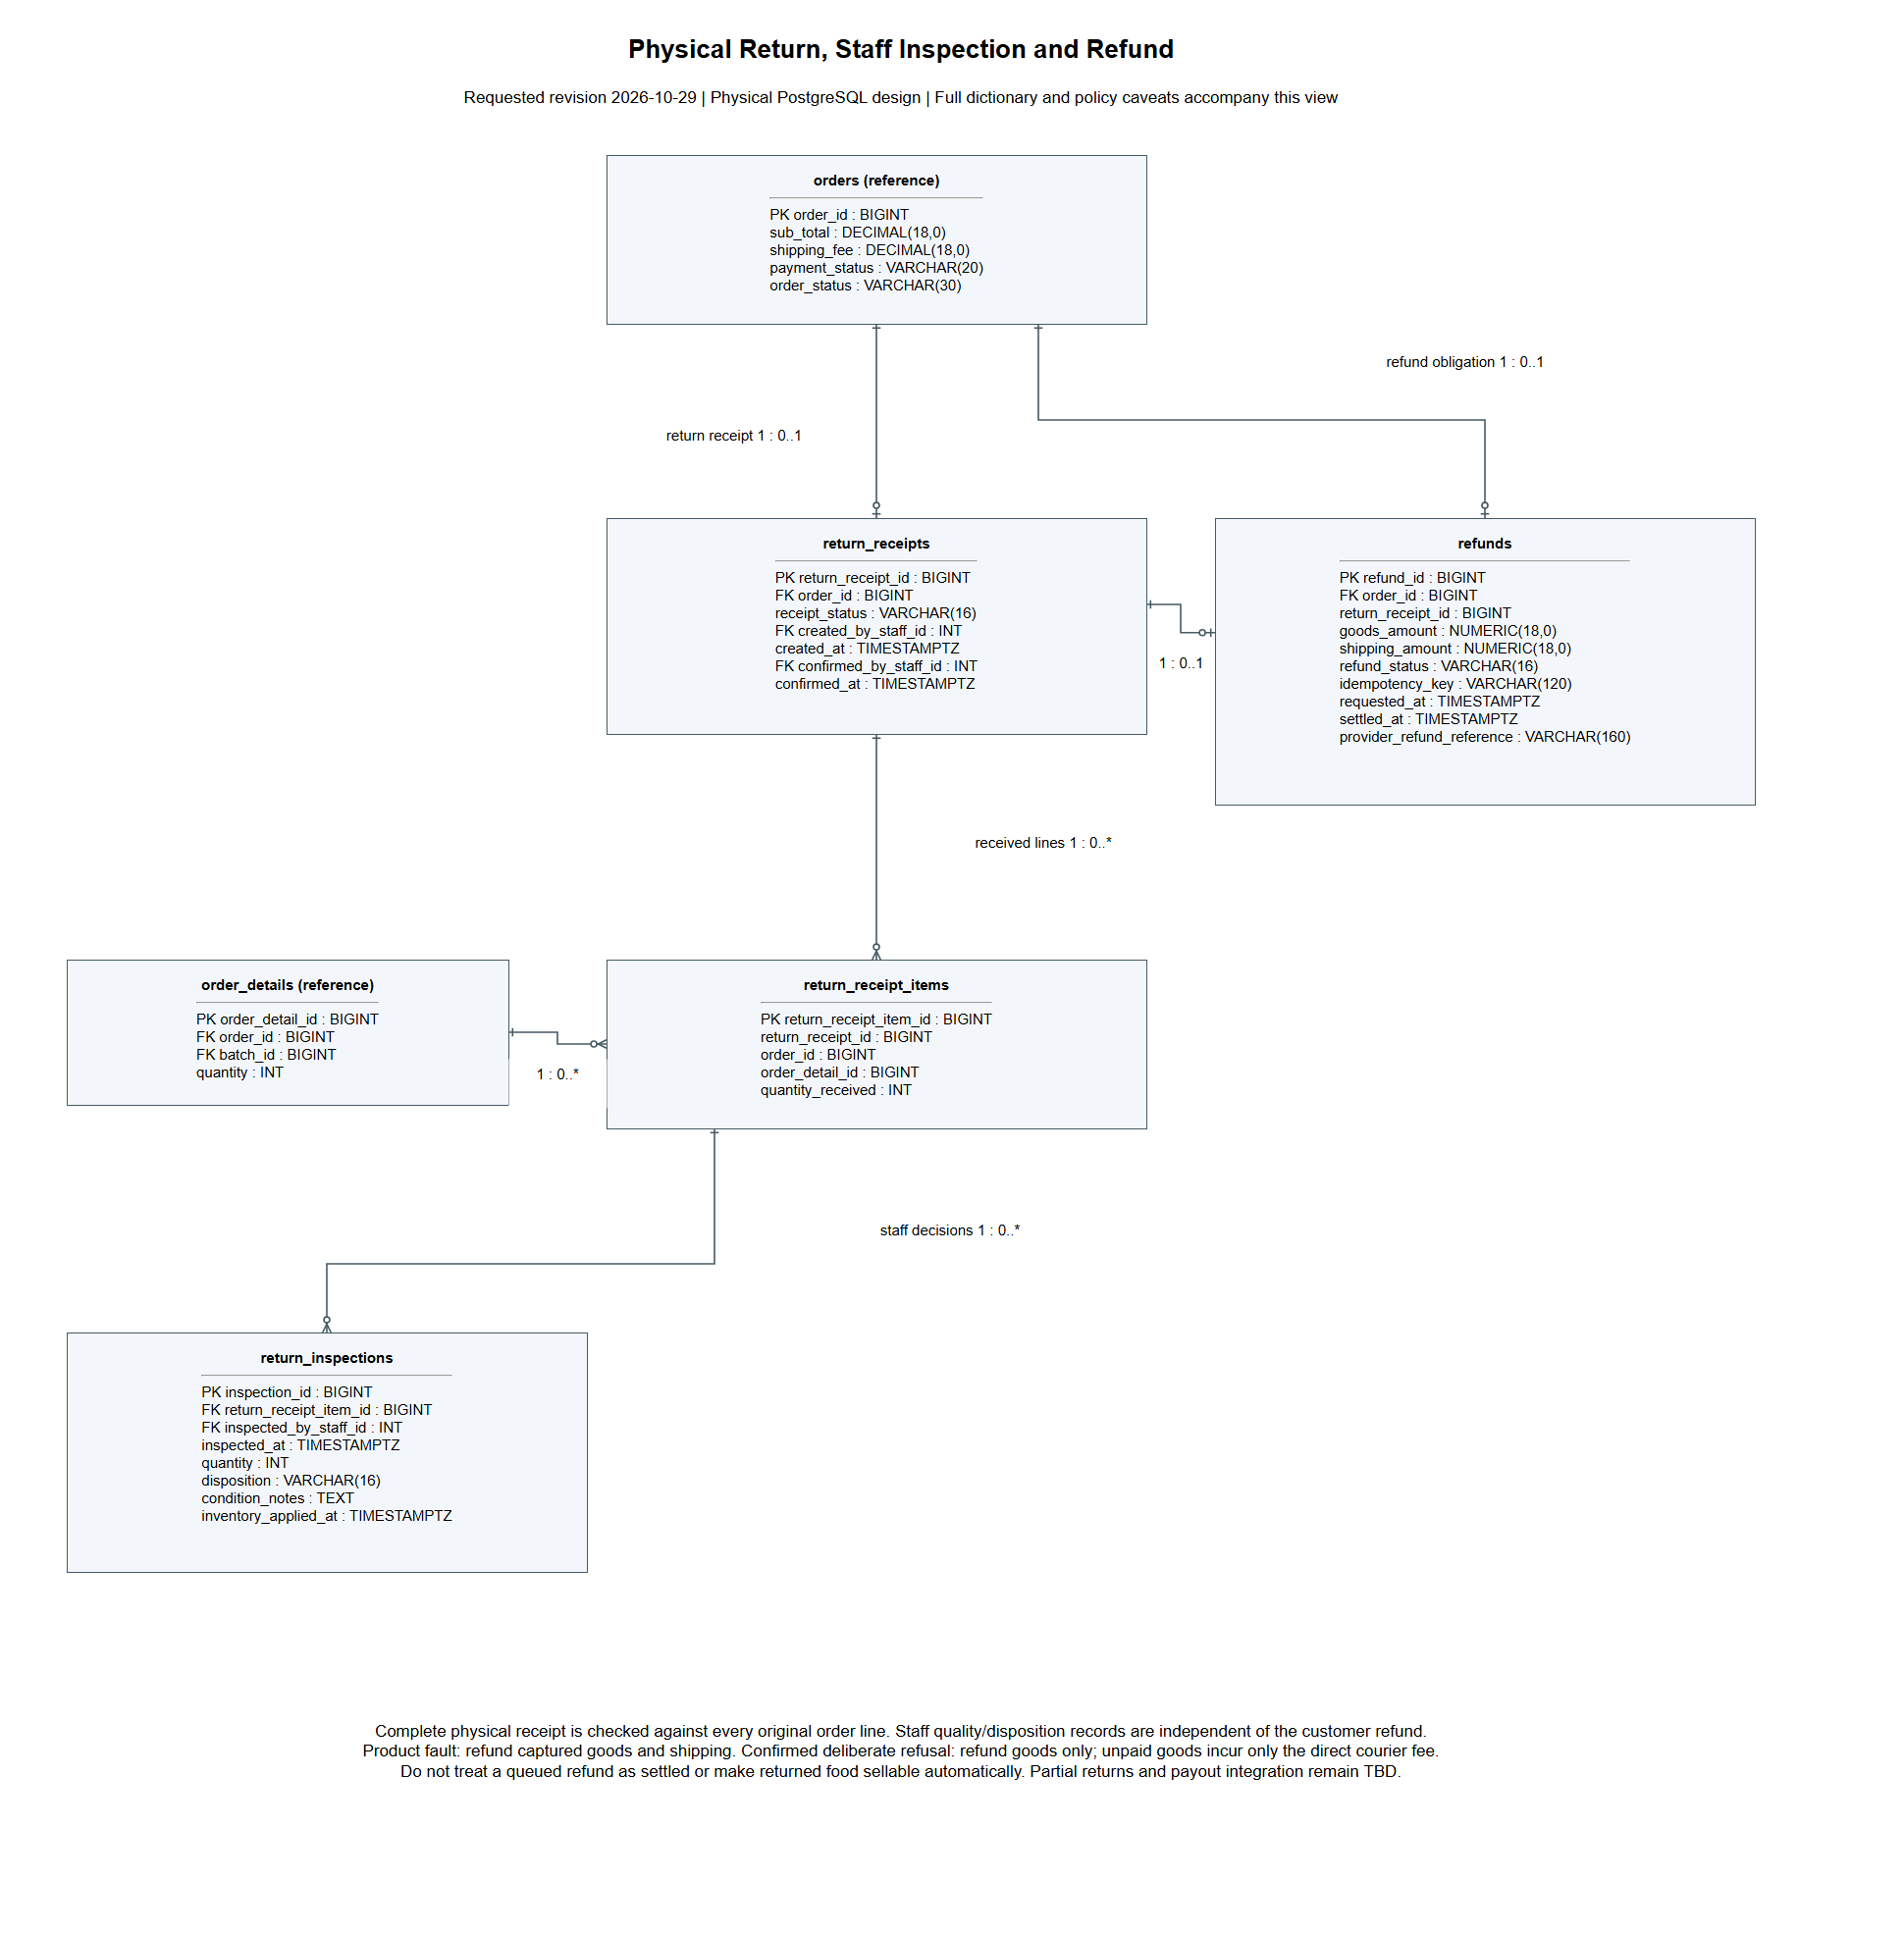 Physical Return, Staff Inspection and Refund
Requested revision 2026-10-29 | Physical PostgreSQL design | Full dictionary and policy caveats accompany this view
orders (reference)
PK order_id : BIGINT
sub_total : DECIMAL(18,0)
shipping_fee : DECIMAL(18,0)
payment_status : VARCHAR(20)
order_status : VARCHAR(30)
refund obligation 1 : 0..1
return receipt 1 : 0..1
return_receipts
PK return_receipt_id : BIGINT
FK order_id : BIGINT
receipt_status : VARCHAR(16)
FK created_by_staff_id : INT
created_at : TIMESTAMPTZ
FK confirmed_by_staff_id : INT
confirmed_at : TIMESTAMPTZ
1 : 0..1
refunds
PK refund_id : BIGINT
FK order_id : BIGINT
return_receipt_id : BIGINT
goods_amount : NUMERIC(18,0)
shipping_amount : NUMERIC(18,0)
refund_status : VARCHAR(16)
idempotency_key : VARCHAR(120)
requested_at : TIMESTAMPTZ
settled_at : TIMESTAMPTZ
provider_refund_reference : VARCHAR(160)
received lines 1 : 0..*
order_details (reference)
PK order_detail_id : BIGINT
FK order_id : BIGINT
FK batch_id : BIGINT
quantity : INT
1 : 0..*
return_receipt_items
PK return_receipt_item_id : BIGINT
return_receipt_id : BIGINT
order_id : BIGINT
order_detail_id : BIGINT
quantity_received : INT
staff decisions 1 : 0..*
return_inspections
PK inspection_id : BIGINT
FK return_receipt_item_id : BIGINT
FK inspected_by_staff_id : INT
inspected_at : TIMESTAMPTZ
quantity : INT
disposition : VARCHAR(16)
condition_notes : TEXT
inventory_applied_at : TIMESTAMPTZ
Complete physical receipt is checked against every original order line. Staff quality/disposition records are independent of the customer refund.
Product fault: refund captured goods and shipping. Confirmed deliberate refusal: refund goods only; unpaid goods incur only the direct courier fee.
Do not treat a queued refund as settled or make returned food sellable automatically. Partial returns and payout integration remain TBD.